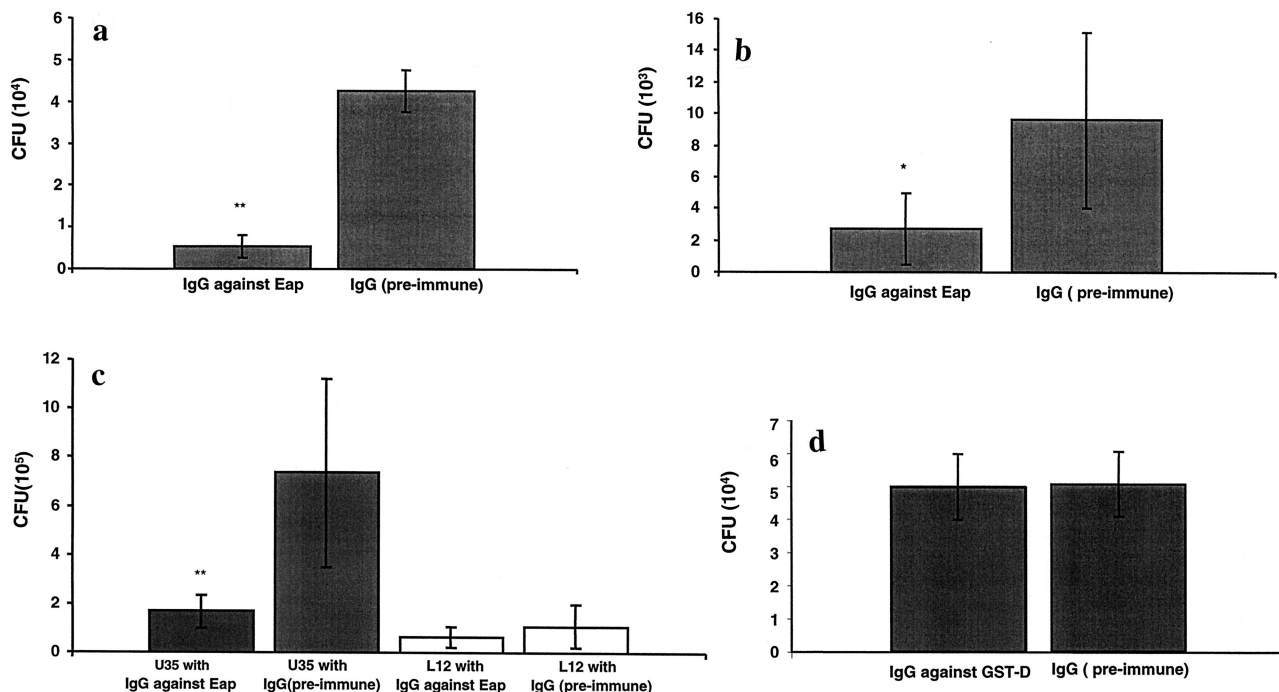 a
CFU (10⁴)
6
5
4
3
2
1
0
**
IgG against Eap
IgG (pre-immune)
b
CFU (10³)
16
14
12
10
8
6
4
2
0
*
IgG against Eap
IgG ( pre-immune)
c
CFU(10⁵)
12
10
8
6
4
2
0
**
U35 with
IgG against Eap
U35 with
IgG(pre-immune)
L12 with
IgG against Eap
L12 with
IgG (pre-immune)
d
CFU (10⁴)
7
6
5
4
3
2
1
0
IgG against GST-D
IgG ( pre-immune)